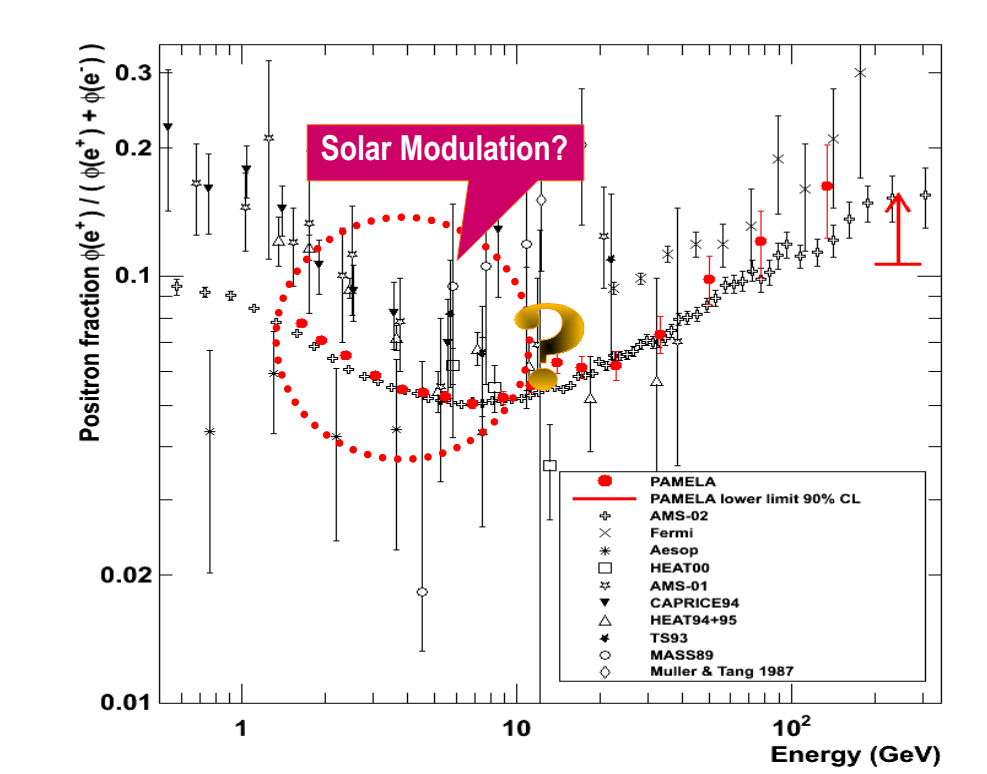 Solar Modulation?
?
Positron fraction ϕ(e⁺) / ( ϕ(e⁺) + ϕ(e⁻) )
0.3
0.2
0.1
0.02
0.01
PAMELA
PAMELA lower limit 90% CL
AMS-02
Fermi
Aesop
HEAT00
AMS-01
CAPRICE94
HEAT94+95
TS93
MASS89
Muller & Tang 1987
1
10
10²
Energy (GeV)